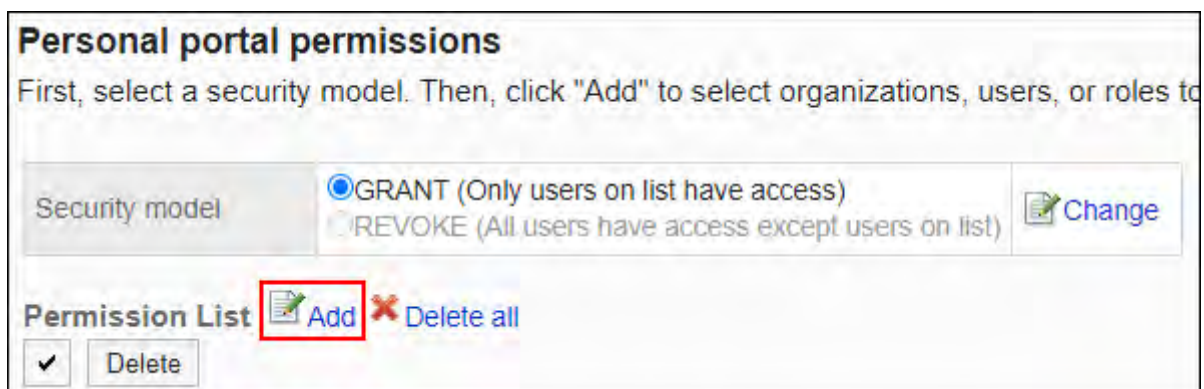 Personal portal permissions
First, select a security model. Then, click "Add" to select organizations, users, or roles to
Security model
GRANT (Only users on list have access)
REVOKE (All users have access except users on list)
Change
Permission List Add Delete all
Delete